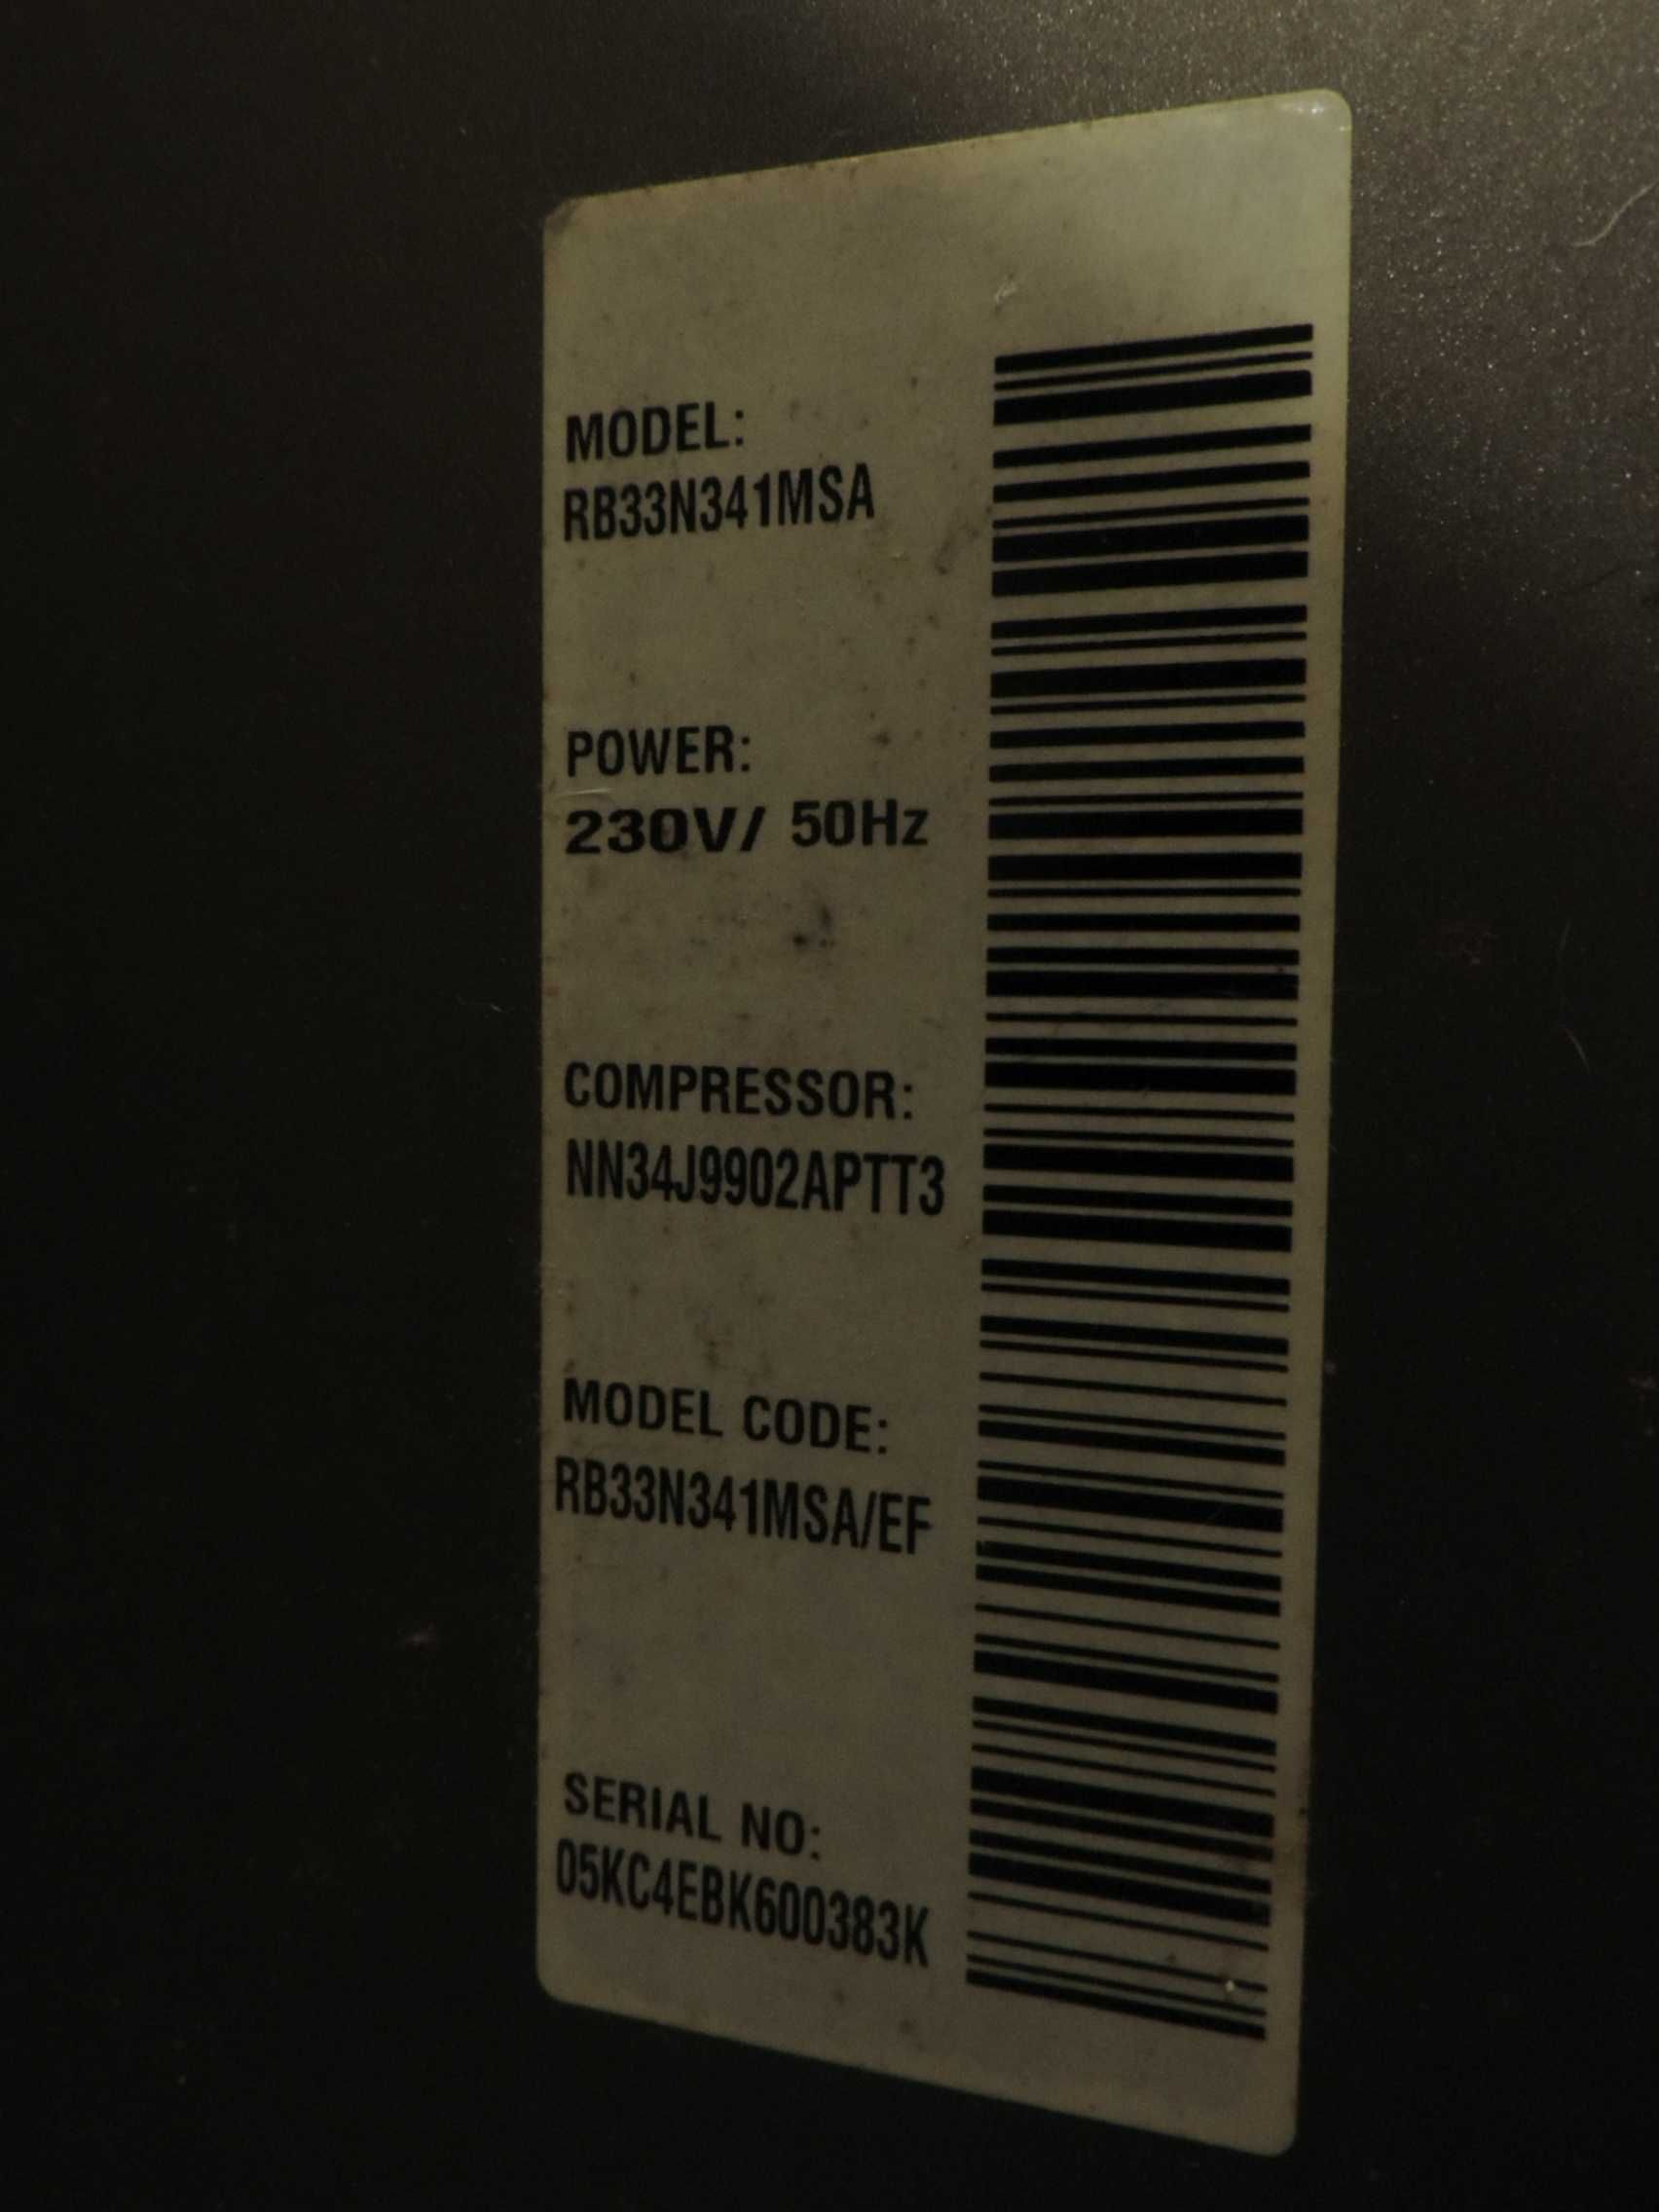 MODEL:
RB33N341MSA
POWER:
230V/ 50Hz
COMPRESSOR:
NN34J9902APTT3
MODEL CODE:
RB33N341MSA/EF
SERIAL NO:
05KC4EBK600383K